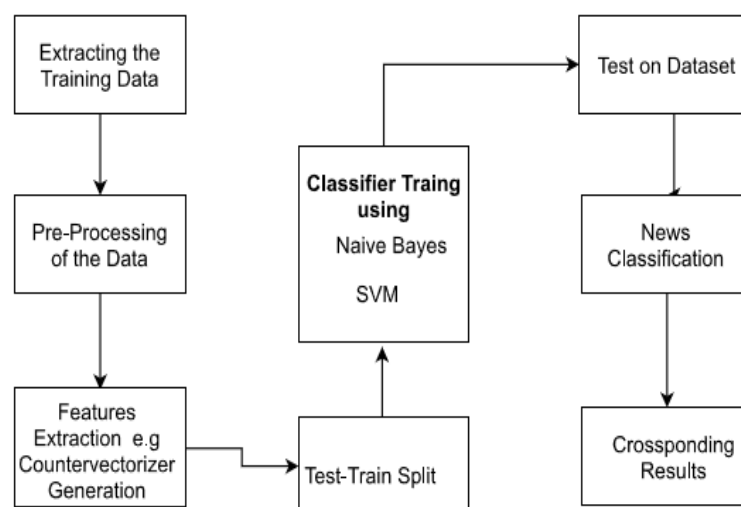 Extracting the
Training Data
Pre-Processing
of the Data
Features
Extraction e.g
Countervectorizer
Generation
Test-Train Split
Classifier Traing
using
Naive Bayes
SVM
Test on Dataset
News
Classification
Crossponding
Results